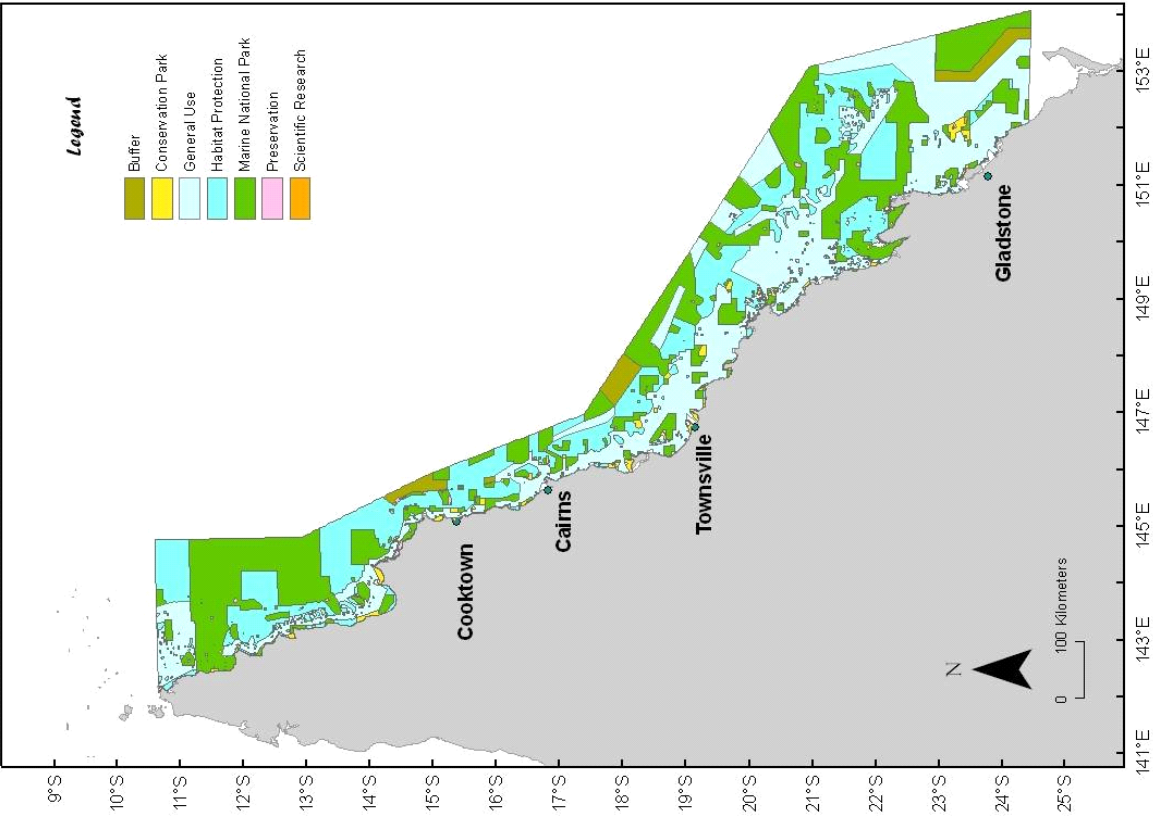 Legend
Buffer
Conservation Park
General Use
Habitat Protection
Marine National Park
Preservation
Scientific Research
Cooktown
Cairns
Townsville
Gladstone
N
0 100 Kilometers
9°S
10°S
11°S
12°S
13°S
14°S
15°S
16°S
17°S
18°S
19°S
20°S
21°S
22°S
23°S
24°S
25°S
141°E
143°E
145°E
147°E
149°E
151°E
153°E